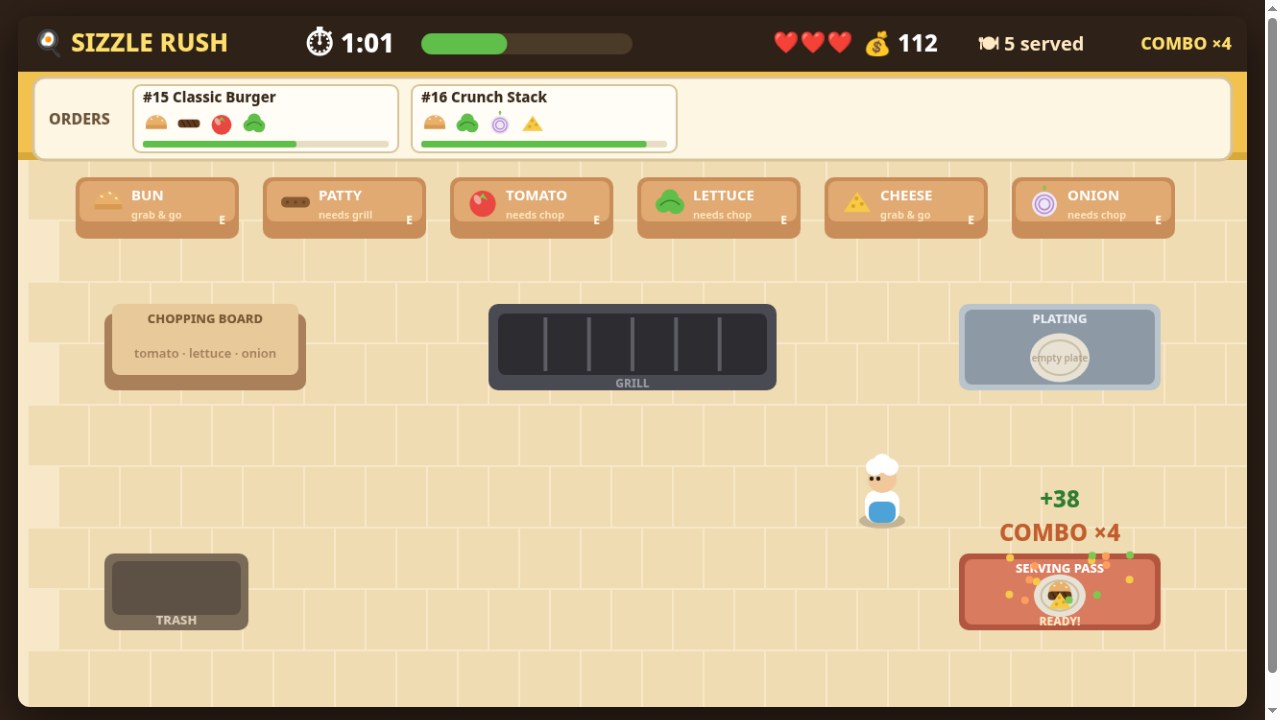 SIZZLE RUSH
1:01
112
5 served
COMBO ×4
ORDERS
#15 Classic Burger
#16 Crunch Stack
BUN
grab & go
E
PATTY
needs grill
E
TOMATO
needs chop
E
LETTUCE
needs chop
E
CHEESE
grab & go
E
ONION
needs chop
E
CHOPPING BOARD
tomato · lettuce · onion
GRILL
PLATING
empty plate
+38
COMBO ×4
SERVING PASS
READY!
TRASH